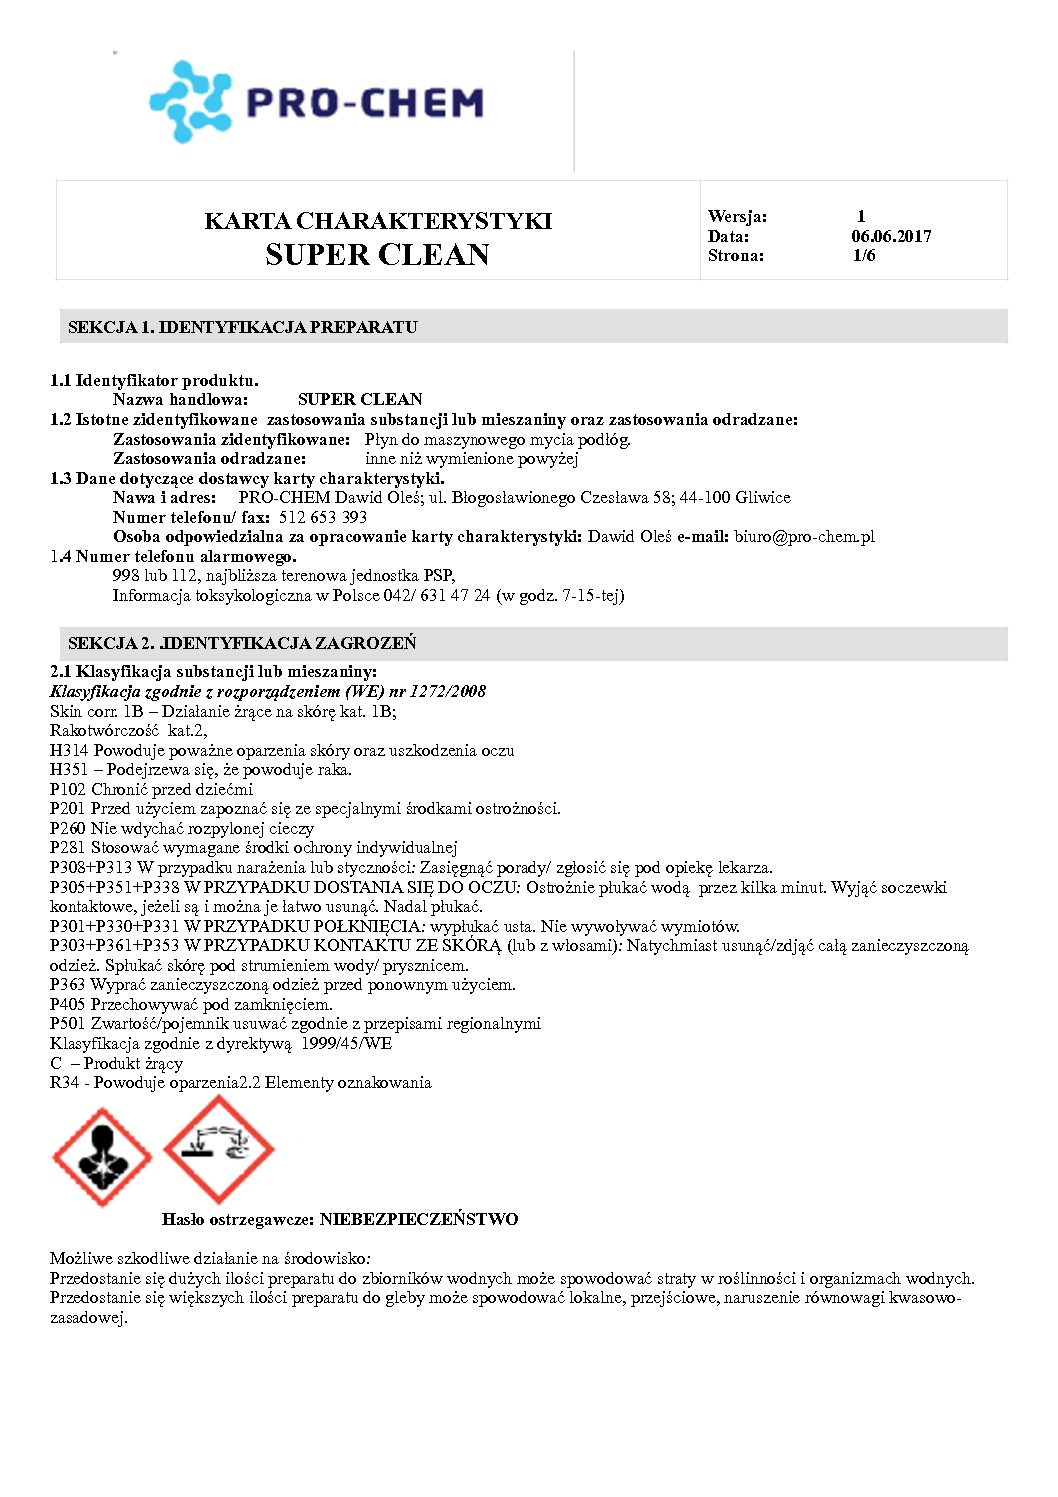 PRO-CHEM
KARTA CHARAKTERYSTYKI
SUPER CLEAN
Wersja: 1
Data: 06.06.2017
Strona: 1/6
SEKCJA 1. IDENTYFIKACJA PREPARATU
1.1 Identyfikator produktu.
Nazwa handlowa: SUPER CLEAN
1.2 Istotne zidentyfikowane zastosowania substancji lub mieszaniny oraz zastosowania odradzane:
Zastosowania zidentyfikowane: Płyn do maszynowego mycia podłóg.
Zastosowania odradzane: inne niż wymienione powyżej
1.3 Dane dotyczące dostawcy karty charakterystyki.
Nawa i adres: PRO-CHEM Dawid Oleś; ul. Błogosławionego Czesława 58; 44-100 Gliwice
Numer telefonu/ fax: 512 653 393
Osoba odpowiedzialna za opracowanie karty charakterystyki: Dawid Oleś e-mail: biuro@pro-chem.pl
1.4 Numer telefonu alarmowego.
998 lub 112, najbliższa terenowa jednostka PSP,
Informacja toksykologiczna w Polsce 042/ 631 47 24 (w godz. 7-15-tej)
SEKCJA 2. .IDENTYFIKACJA ZAGROZEŃ
2.1 Klasyfikacja substancji lub mieszaniny:
Klasyfikacja zgodnie z rozporządzeniem (WE) nr 1272/2008
Skin corr. 1B – Działanie żrące na skórę kat. 1B;
Rakotwórczość kat.2,
H314 Powoduje poważne oparzenia skóry oraz uszkodzenia oczu
H351 – Podejrzewa się, że powoduje raka.
P102 Chronić przed dziećmi
P201 Przed użyciem zapoznać się ze specjalnymi środkami ostrożności.
P260 Nie wdychać rozpylonej cieczy
P281 Stosować wymagane środki ochrony indywidualnej
P308+P313 W przypadku narażenia lub styczności: Zasięgnąć porady/ zgłosić się pod opiekę lekarza.
P305+P351+P338 W PRZYPADKU DOSTANIA SIĘ DO OCZU: Ostrożnie płukać wodą przez kilka minut. Wyjąć soczewki
kontaktowe, jeżeli są i można je łatwo usunąć. Nadal płukać.
P301+P330+P331 W PRZYPADKU POŁKNIĘCIA: wypłukać usta. Nie wywoływać wymiotów.
P303+P361+P353 W PRZYPADKU KONTAKTU ZE SKÓRĄ (lub z włosami): Natychmiast usunąć/zdjąć całą zanieczyszczoną
odzież. Spłukać skórę pod strumieniem wody/ prysznicem.
P363 Wyprać zanieczyszczoną odzież przed ponownym użyciem.
P405 Przechowywać pod zamknięciem.
P501 Zwartość/pojemnik usuwać zgodnie z przepisami regionalnymi
Klasyfikacja zgodnie z dyrektywą 1999/45/WE
C – Produkt żrący
R34 - Powoduje oparzenia2.2 Elementy oznakowania
Hasło ostrzegawcze: NIEBEZPIECZEŃSTWO
Możliwe szkodliwe działanie na środowisko:
Przedostanie się dużych ilości preparatu do zbiorników wodnych może spowodować straty w roślinności i organizmach wodnych.
Przedostanie się większych ilości preparatu do gleby może spowodować lokalne, przejściowe, naruszenie równowagi kwasowo-
zasadowej.